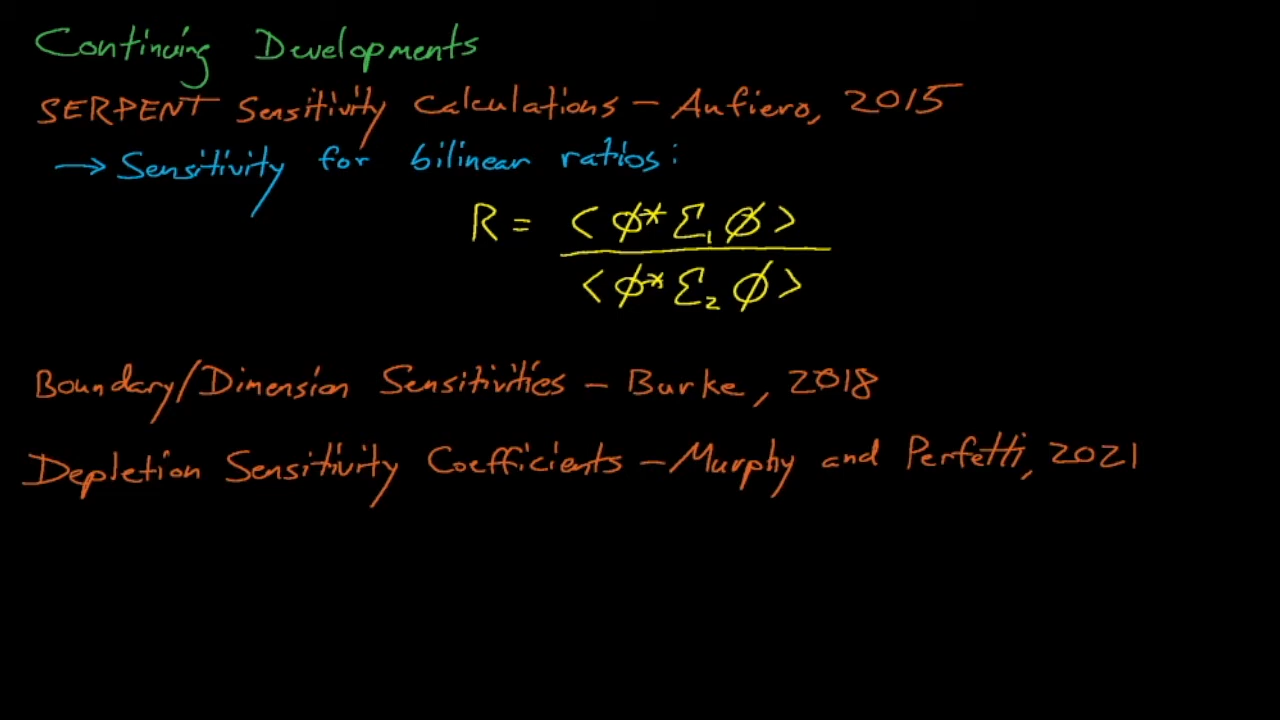 Continuing Developments
SERPENT Sensitivity Calculations – Aufiero, 2015
→ Sensitivity for bilinear ratios:
R = <ϕ* Σ₁ ϕ>
<ϕ* Σ₂ ϕ>
Boundary/Dimension Sensitivities – Burke, 2018
Depletion Sensitivity Coefficients – Murphy and Perfetti, 2021